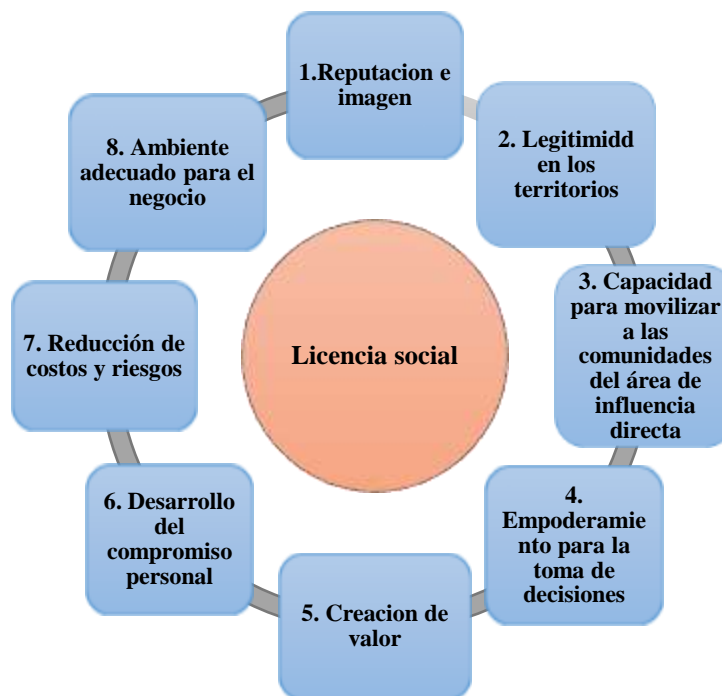 1.Reputacion e
imagen
2. Legitimidd
en los
territorios
3. Capacidad
para movilizar
a las
comunidades
del área de
influencia
directa
4.
Empoderamie
nto para la
toma de
decisiones
5. Creacion de
valor
6. Desarrollo
del
compromiso
personal
7. Reducción de
costos y riesgos
8. Ambiente
adecuado para el
negocio
Licencia social